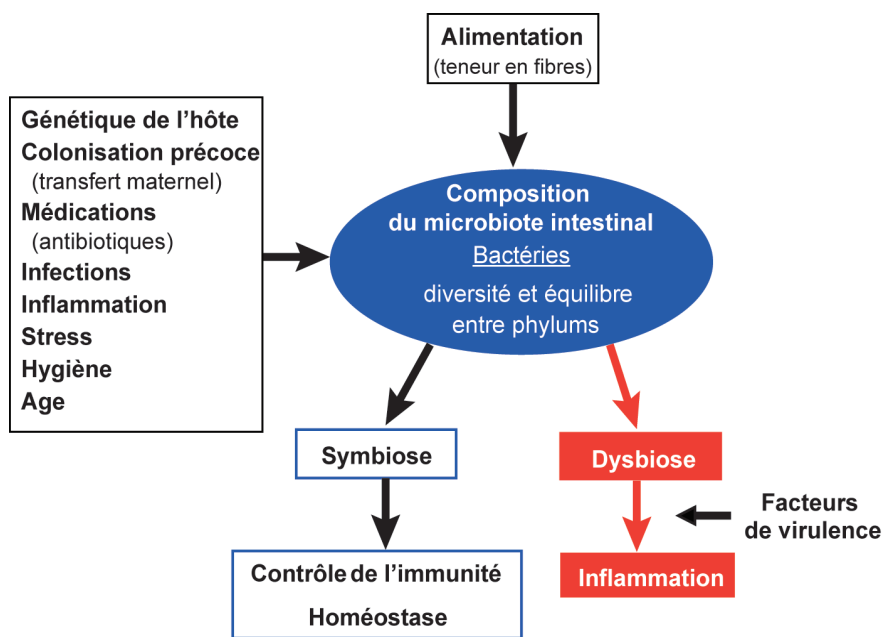 Alimentation
(teneur en fibres)
Génétique de l'hôte
Colonisation précoce
(transfert maternel)
Médications
(antibiotiques)
Infections
Inflammation
Stress
Hygiène
Age
Composition
du microbiote intestinal
Bactéries
diversité et équilibre
entre phylums
Symbiose
Dysbiose
Facteurs
de virulence
Contrôle de l'immunité
Homéostase
Inflammation